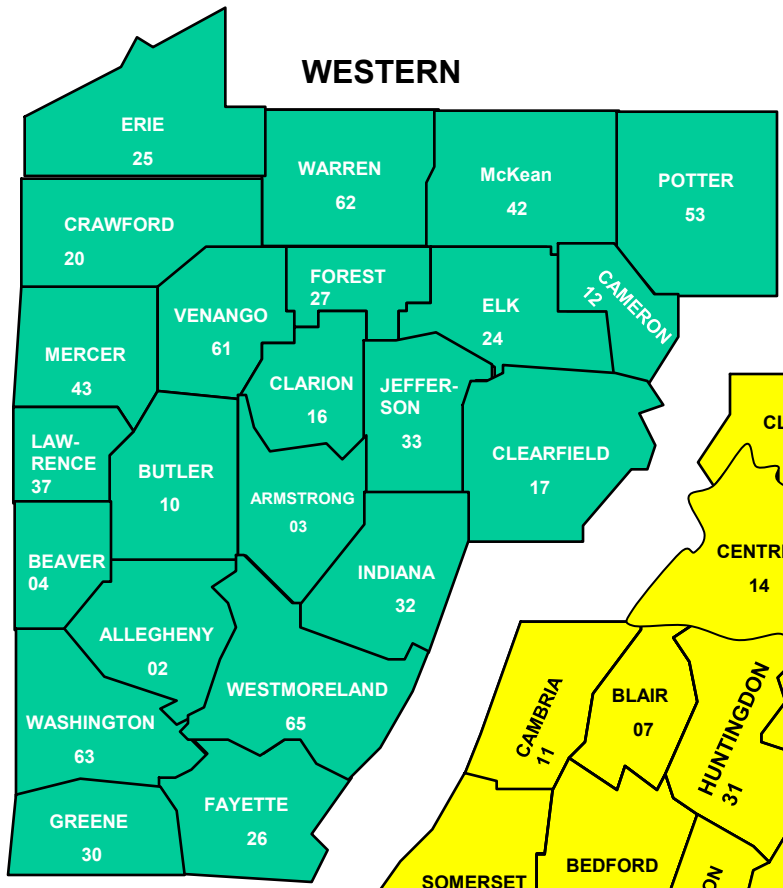 WESTERN
ERIE
25
WARREN
62
McKean
42
POTTER
53
CRAWFORD
20
FOREST
27
CAMERON
12
VENANGO
61
ELK
24
MERCER
43
CLARION
16
JEFFER-
SON
33
LAW-
RENCE
37
BUTLER
10
ARMSTRONG
03
CLEARFIELD
17
CL
BEAVER
04
INDIANA
32
CENTRE
14
ALLEGHENY
02
WESTMORELAND
65
WASHINGTON
63
CAMBRIA
11
BLAIR
07
HUNTINGDON
31
GREENE
30
FAYETTE
26
SOMERSET
BEDFORD
ON